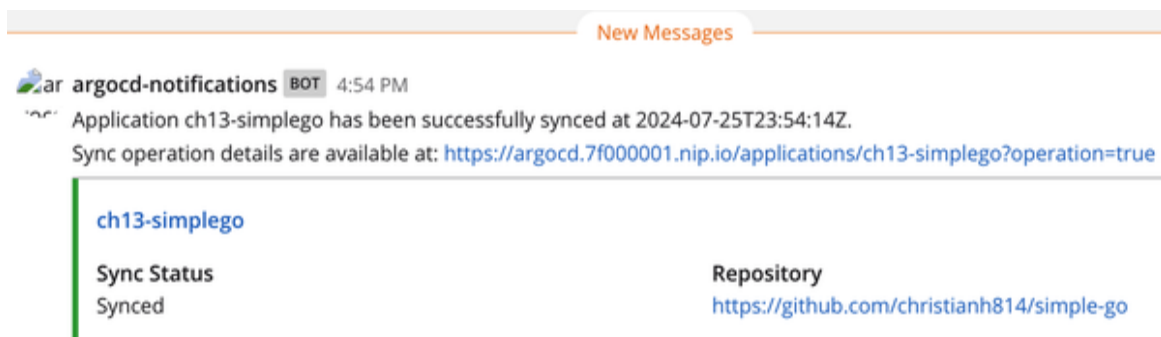 New Messages
ar argocd-notifications BOT 4:54 PM
Application ch13-simplego has been successfully synced at 2024-07-25T23:54:14Z.
Sync operation details are available at: https://argocd.7f000001.nip.io/applications/ch13-simplego?operation=true
ch13-simplego
Sync Status Repository
Synced https://github.com/christianh814/simple-go